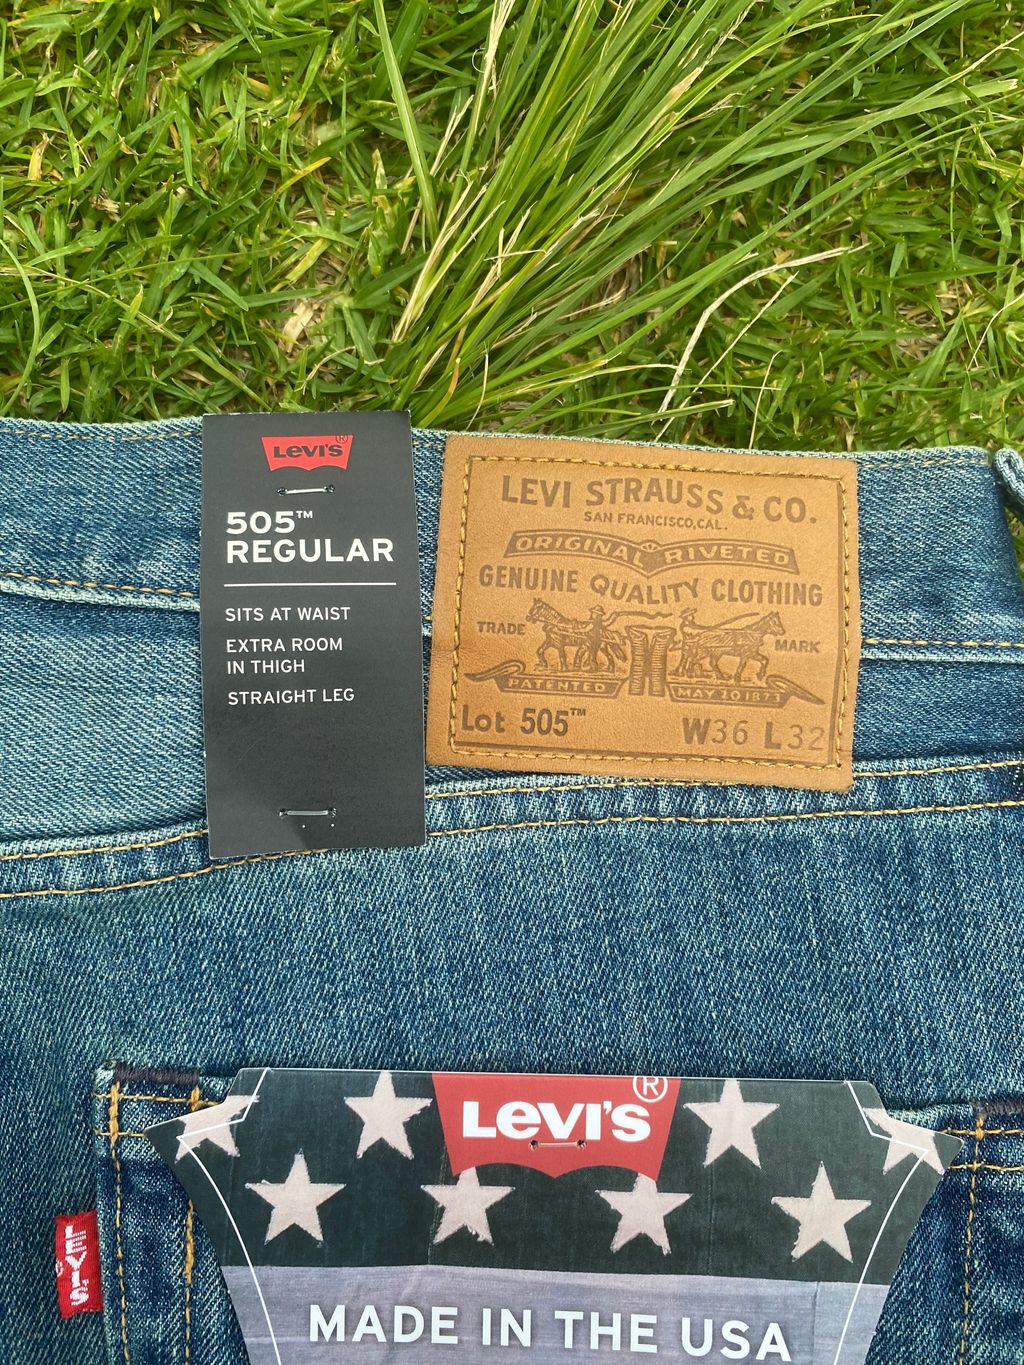 LEVI'S®
505™
REGULAR
SITS AT WAIST
EXTRA ROOM
IN THIGH
STRAIGHT LEG
LEVI STRAUSS & CO.
SAN FRANCISCO, CAL.
ORIGINAL RIVETED
GENUINE QUALITY CLOTHING
TRADE MARK
PATENTED MAY 20 1873
Lot 505™ W36 L32
LEVI'S®
LEVI'S
MADE IN THE USA